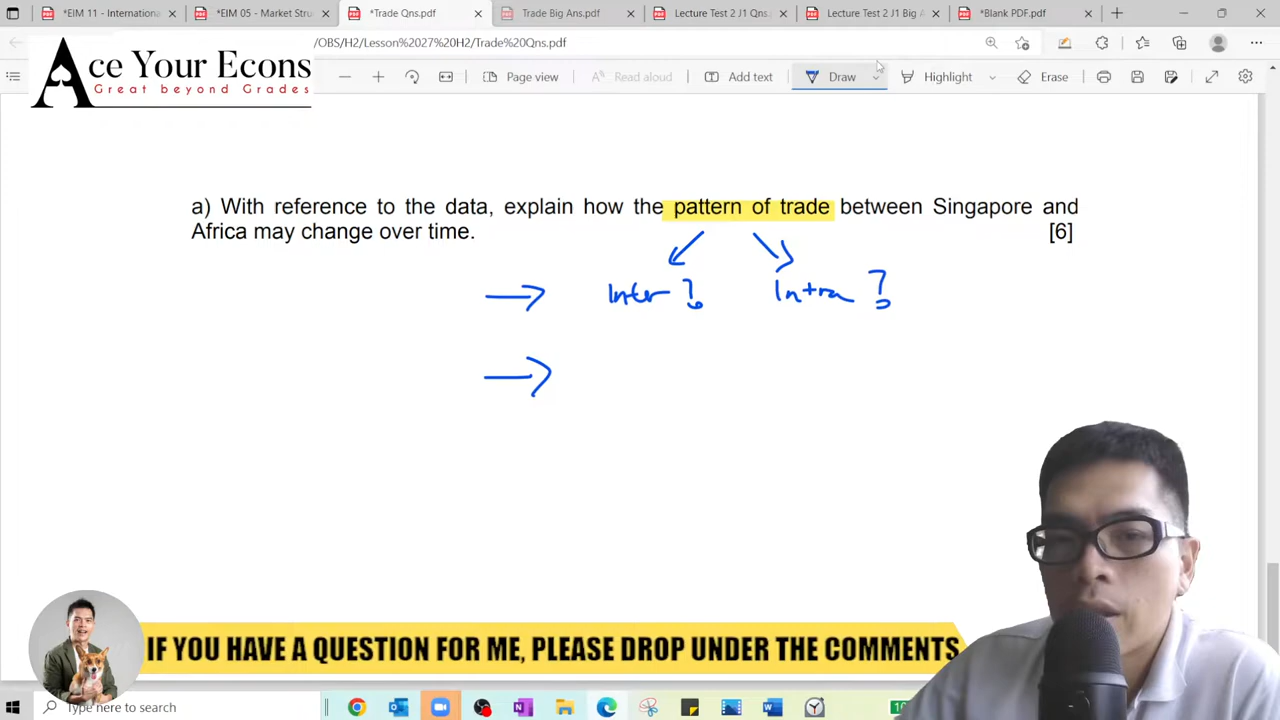 *EIM 11 - Internationa
*EIM 05 - Market Stru
*Trade Qns.pdf
Trade Big Ans.pdf
Lecture Test 2 J1 Qns.p
Lecture Test 2 J1 Big A
*Blank PDF.pdf
/OBS/H2/Lesson%2027%20H2/Trade%20Qns.pdf
Ace Your Econs
Great beyond Grades
Page view
Read aloud
Add text
Draw
Highlight
Erase
a) With reference to the data, explain how the pattern of trade between Singapore and
Africa may change over time. [6]
Inter ? Intra ?
IF YOU HAVE A QUESTION FOR ME, PLEASE DROP UNDER THE COMMENTS
Type here to search